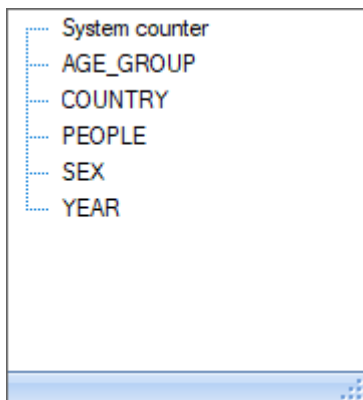 System counter
AGE_GROUP
COUNTRY
PEOPLE
SEX
YEAR